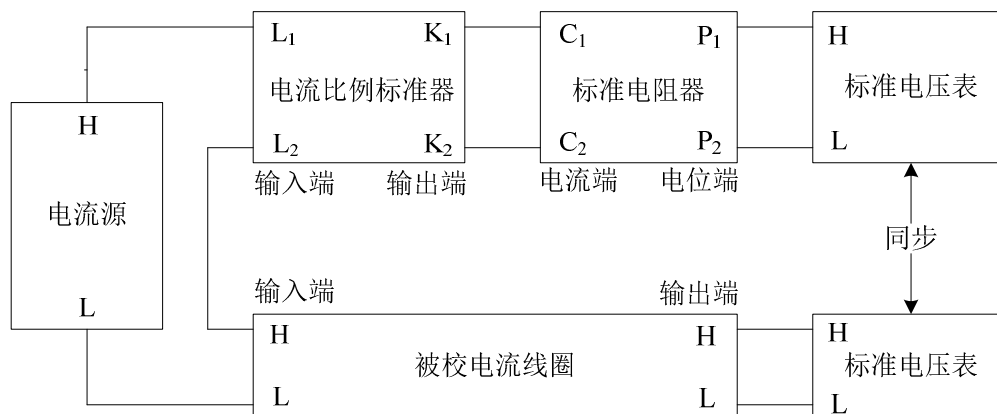 L₁ K₁ C₁ P₁ H
电流比例标准器 标准电阻器 标准电压表
H
L₂ K₂ C₂ P₂ L
输入端 输出端 电流端 电位端
电流源
同步
输入端 输出端
L
H H H
被校电流线圈 标准电压表
L L L